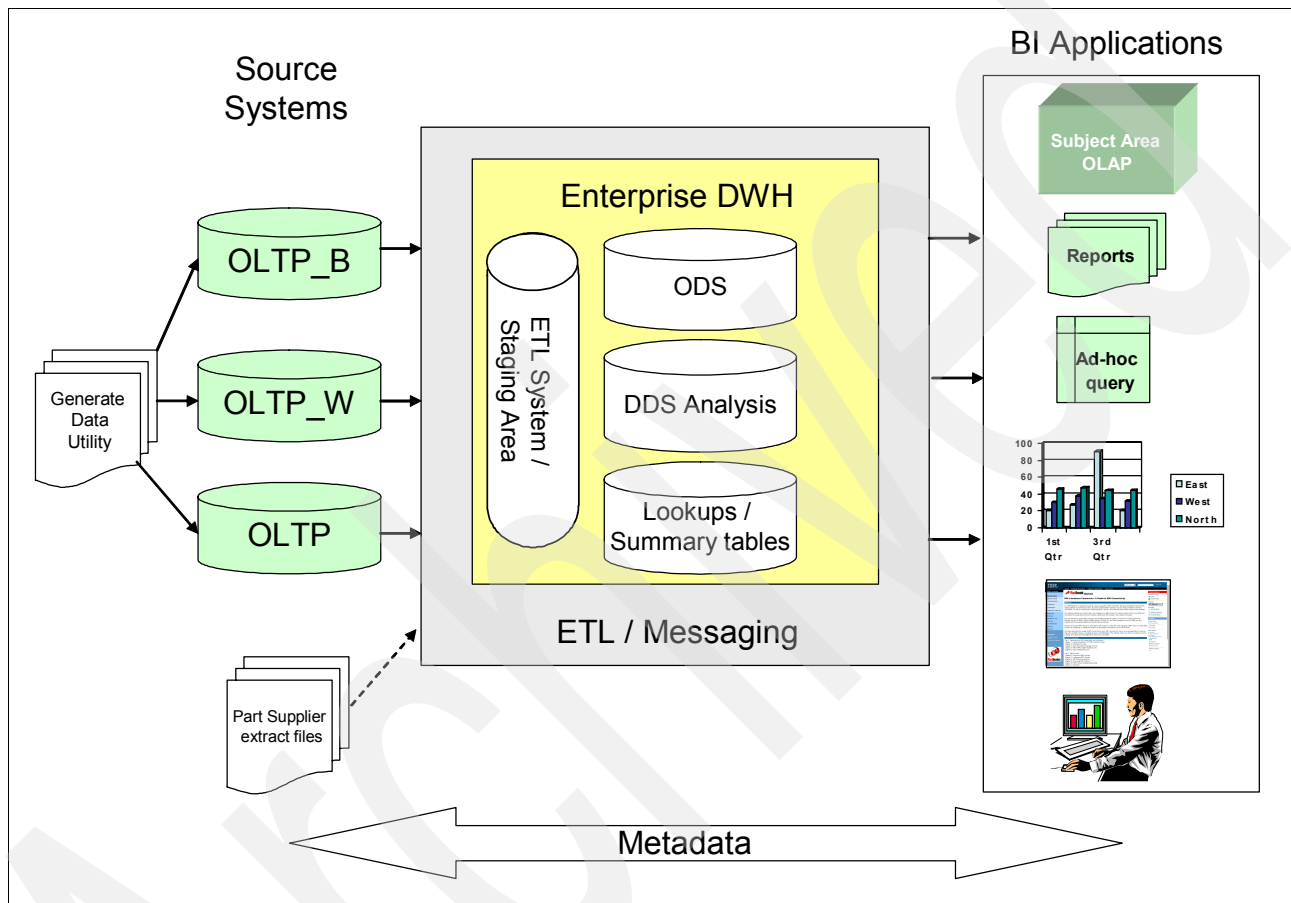 BI Applications
Source
Systems
Subject Area
OLAP
Enterprise DWH
OLTP_B
ODS
Reports
ETL System /
Staging Area
Ad-hoc
query
Generate
Data
Utility
OLTP_W
DDS Analysis
100
80
60
40
20
0
1st
Qtr
3rd
Qtr
East
West
North
OLTP
Lookups /
Summary tables
ETL / Messaging
Part Supplier
extract files
Metadata
Archived